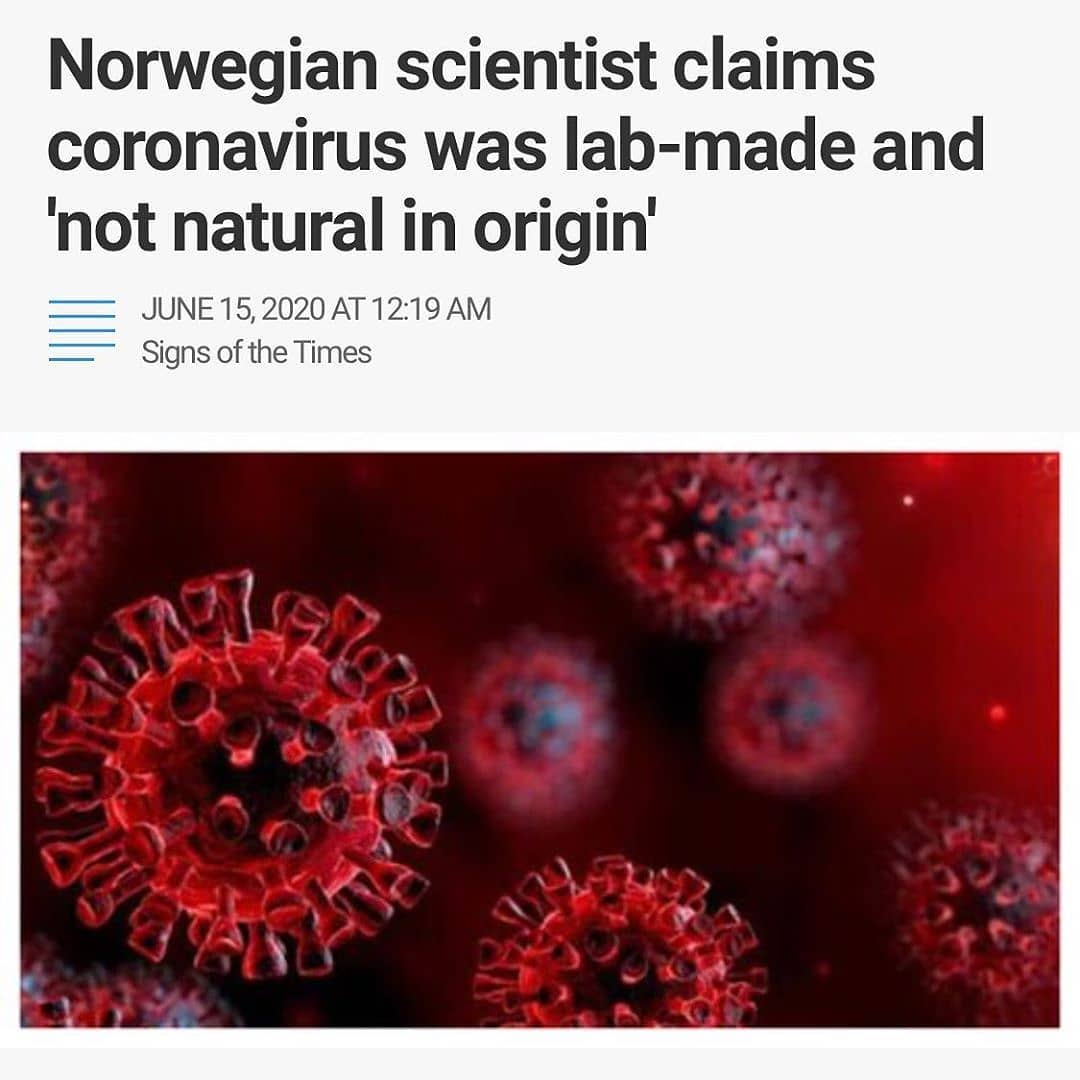 Norwegian scientist claims
coronavirus was lab-made and
'not natural in origin'
JUNE 15, 2020 AT 12:19 AM
Signs of the Times